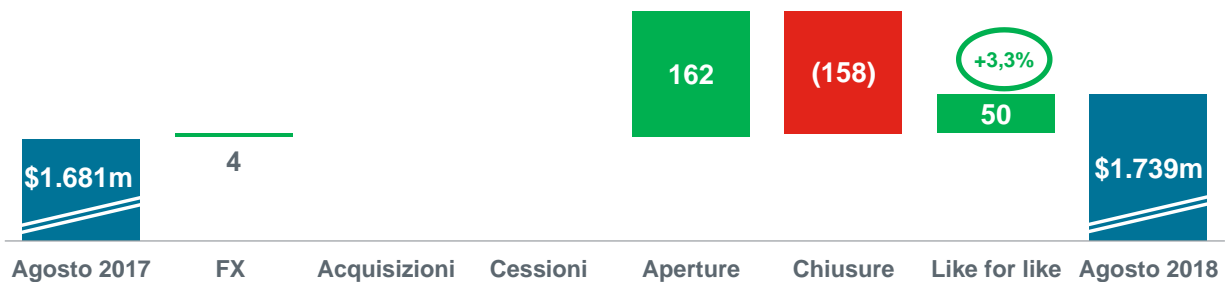 162
(158)
+3,3%
50
4
$1.681m
$1.739m
Agosto 2017 FX Acquisizioni Cessioni Aperture Chiusure Like for like Agosto 2018